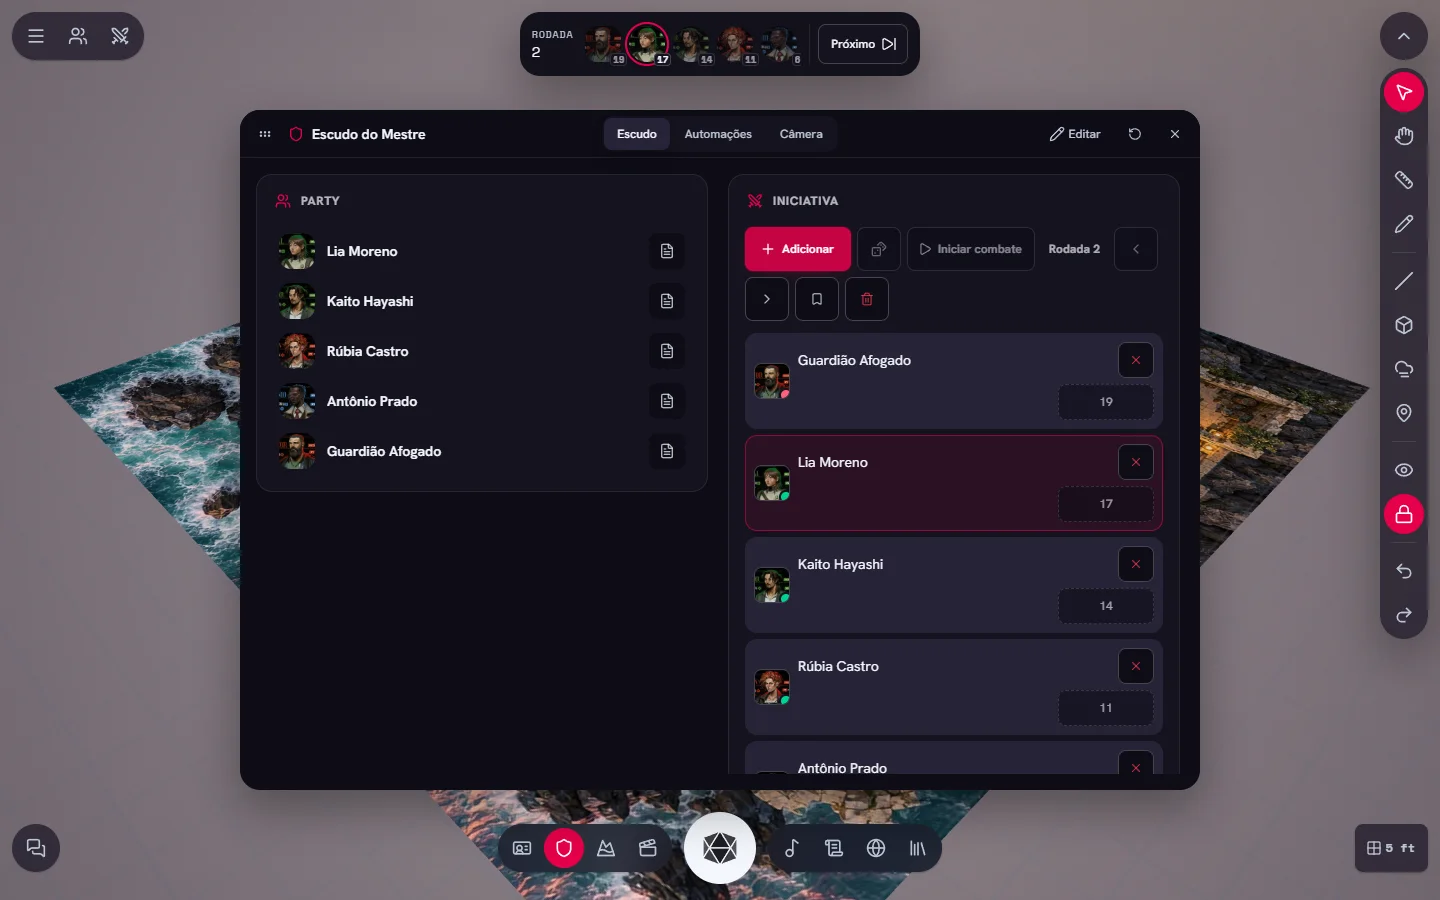 RODADA
2
19
17
14
11
6
Próximo
Escudo do Mestre
Escudo
Automações
Câmera
Editar
PARTY
Lia Moreno
Kaito Hayashi
Rúbia Castro
Antônio Prado
Guardião Afogado
INICIATIVA
Adicionar
Iniciar combate
Rodada 2
Guardião Afogado
19
Lia Moreno
17
Kaito Hayashi
14
Rúbia Castro
11
Antônio Prado
5 ft